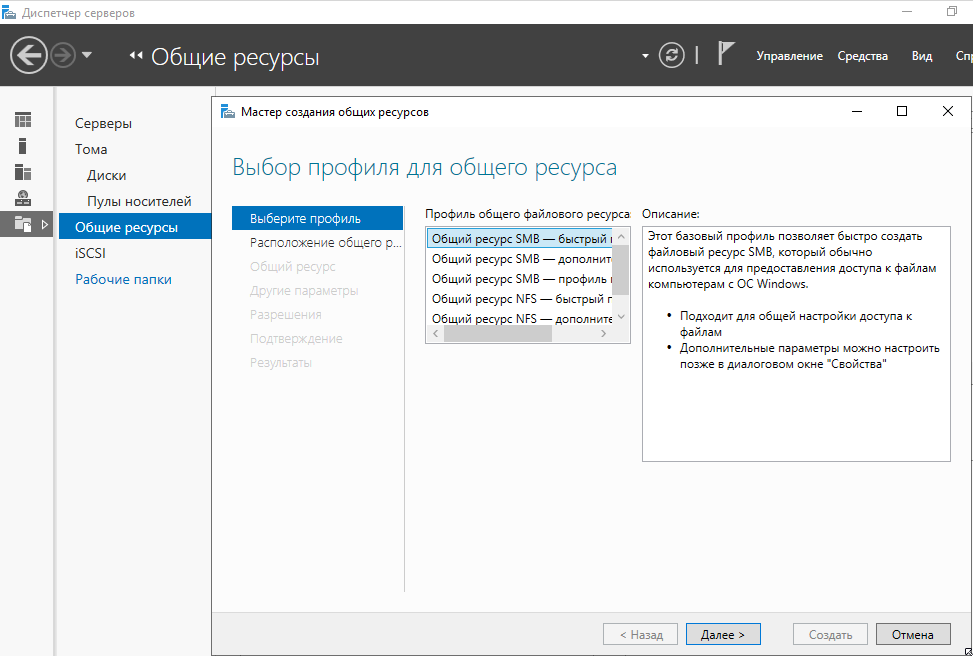 Диспетчер серверов
Общие ресурсы
Управление Средства Вид
Серверы
Тома
Диски
Пулы носителей
Общие ресурсы
iSCSI
Рабочие папки
Мастер создания общих ресурсов
Выбор профиля для общего ресурса
Выберите профиль
Расположение общего р...
Общий ресурс
Другие параметры
Разрешения
Подтверждение
Результаты
Профиль общего файлового ресурса:
Общий ресурс SMB — быстрый
Общий ресурс SMB — дополните
Общий ресурс SMB — профиль
Общий ресурс NFS — быстрый п
Общий ресурс NFS — дополните
Описание:
Этот базовый профиль позволяет быстро создать
файловый ресурс SMB, который обычно
используется для предоставления доступа к файлам
компьютерам с ОС Windows.
• Подходит для общей настройки доступа к
файлам
• Дополнительные параметры можно настроить
позже в диалоговом окне "Свойства"
< Назад Далее > Создать Отмена